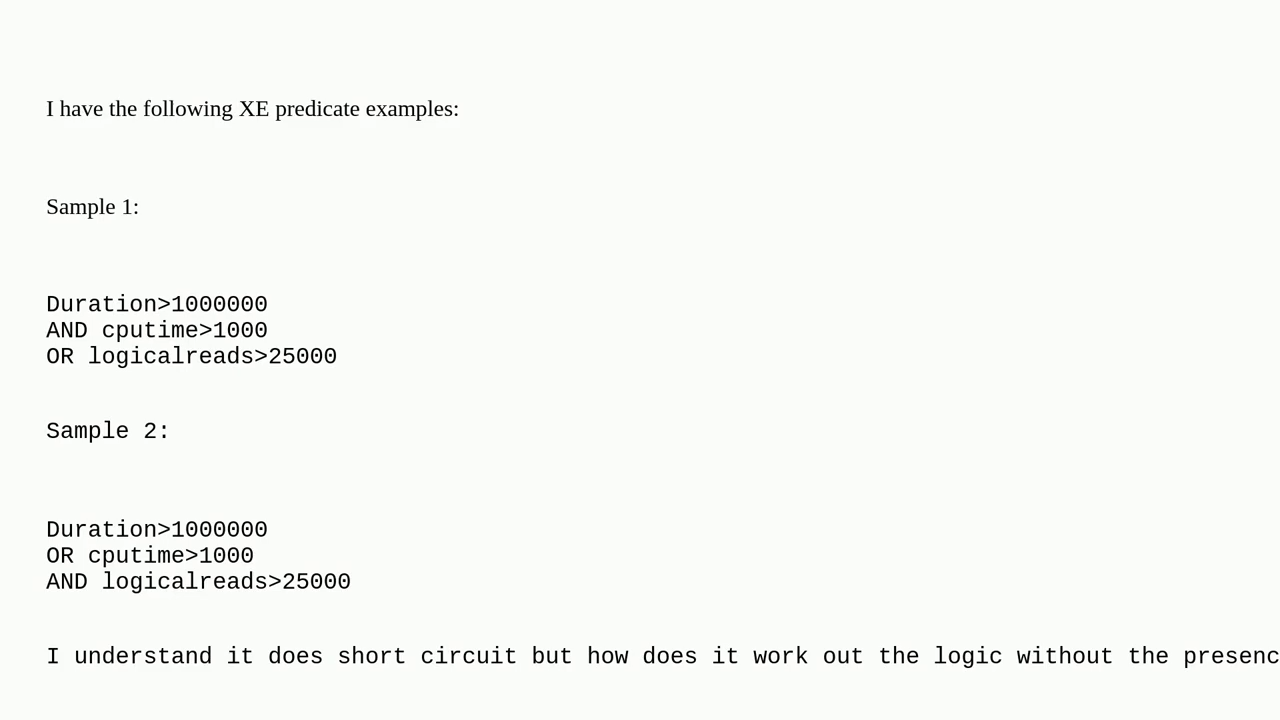 I have the following XE predicate examples:
Sample 1:
Duration>1000000
AND cputime>1000
OR logicalreads>25000
Sample 2:
Duration>1000000
OR cputime>1000
AND logicalreads>25000
I understand it does short circuit but how does it work out the logic without the